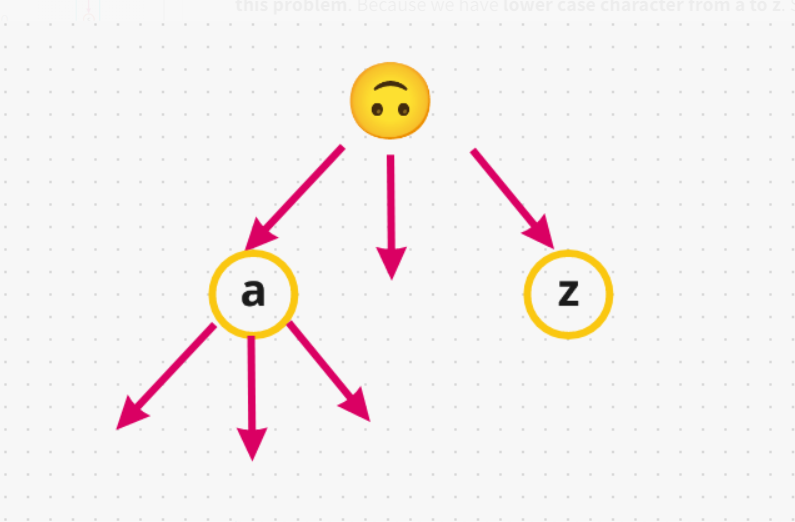 this problem. Because we have lower case character from a to z.
a
z